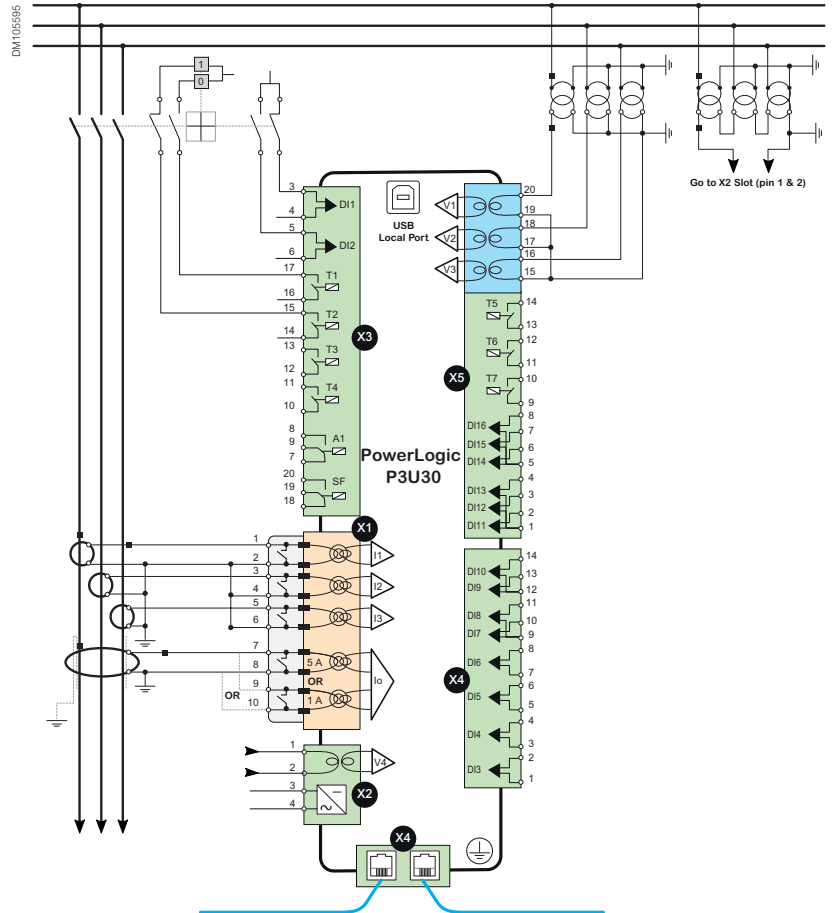 DM105595
1
0
Go to X2 Slot (pin 1 & 2)
USB
Local Port
PowerLogic
P3U30
3
4
DI1
5
6
DI2
17
16
T1
15
14
T2
13
12
T3
11
10
T4
8
9
7
A1
20
19
18
SF
X3
X1
1
2
I1
3
4
I2
5
6
I3
7
8
5 A
OR
9
10
1 A
Io
OR
1
2
V4
3
4
X2
V1
20
19
V2
18
17
V3
16
15
T5
14
13
T6
12
11
T7
10
9
X5
DI16
8
DI15
7
DI14
6
5
DI13
4
DI12
3
DI11
2
1
DI10
14
DI9
13
12
DI8
11
DI7
10
9
DI6
8
7
DI5
6
5
DI4
4
3
DI3
2
1
X4
X4